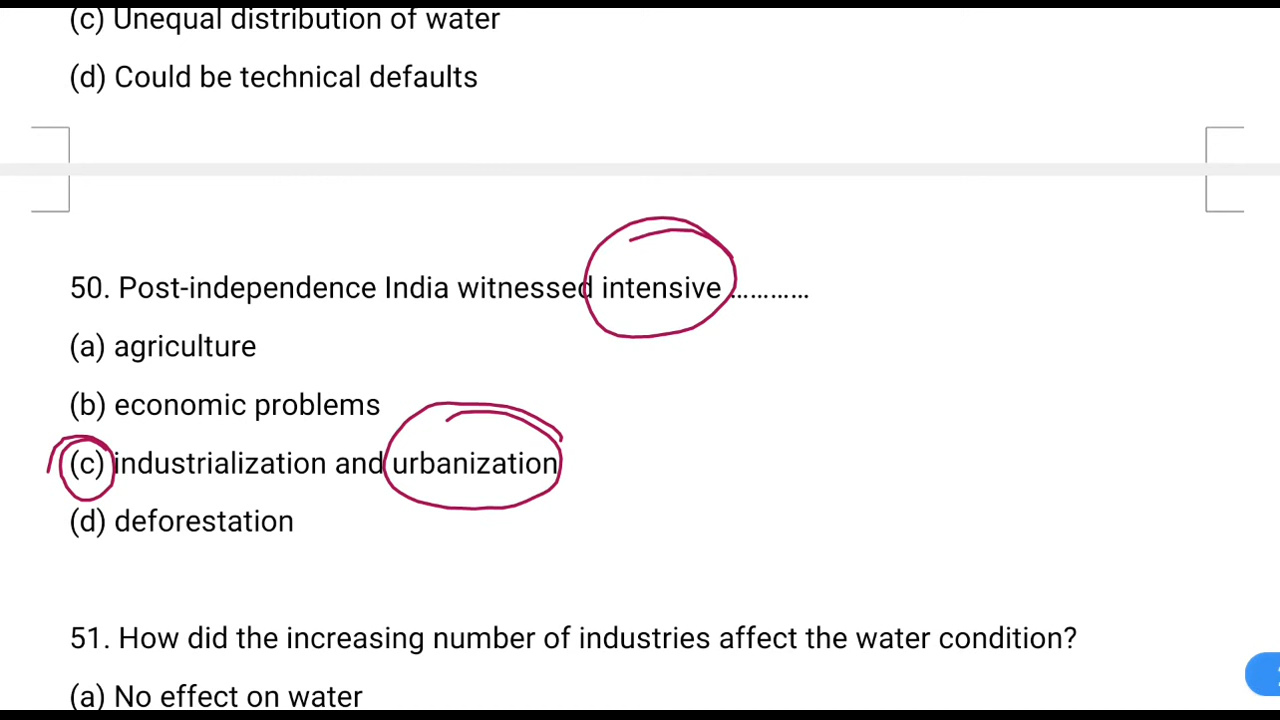 (c) Unequal distribution of water
(d) Could be technical defaults
50. Post-independence India witnessed intensive ............
(a) agriculture
(b) economic problems
(c) industrialization and urbanization
(d) deforestation
51. How did the increasing number of industries affect the water condition?
(a) No effect on water